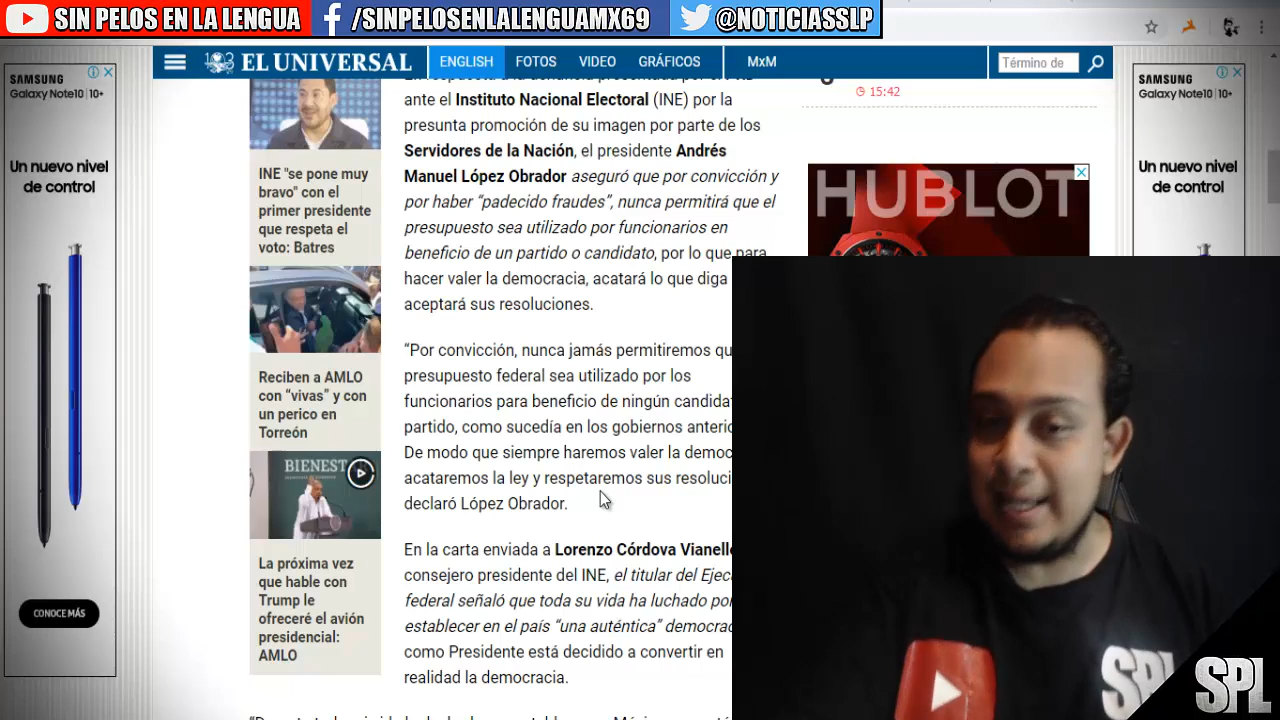 SIN PELOS EN LA LENGUA
/SINPELOSENLALENGUAMX69
@NOTICIASSLP
EL UNIVERSAL
ENGLISH
FOTOS
VIDEO
GRÁFICOS
MxM
Término de
SAMSUNG
Galaxy Note10 | 10+
Un nuevo nivel
de control
CONOCE MÁS
INE "se pone muy
bravo" con el
primer presidente
que respeta el
voto: Batres
Reciben a AMLO
con “vivas” y con
un perico en
Torreón
BIENEST
La próxima vez
que hable con
Trump le
ofreceré el avión
presidencial:
AMLO
ante el Instituto Nacional Electoral (INE) por la
presunta promoción de su imagen por parte de los
Servidores de la Nación, el presidente Andrés
Manuel López Obrador aseguró que por convicción y
por haber “padecido fraudes”, nunca permitirá que el
presupuesto sea utilizado por funcionarios en
beneficio de un partido o candidato, por lo que para
hacer valer la democracia, acatará lo que diga
aceptará sus resoluciones.
“Por convicción, nunca jamás permitiremos qu
presupuesto federal sea utilizado por los
funcionarios para beneficio de ningún candida
partido, como sucedía en los gobiernos anterio
De modo que siempre haremos valer la democ
acataremos la ley y respetaremos sus resoluci
declaró López Obrador.
En la carta enviada a Lorenzo Córdova Vianello
consejero presidente del INE, el titular del Ejecu
federal señaló que toda su vida ha luchado por
establecer en el país “una auténtica” democrac
como Presidente está decidido a convertir en
realidad la democracia.
15:42
HUBLOT
SAMSUNG
Galaxy Note10 | 10+
Un nuevo nivel
de control
SPL
SPL